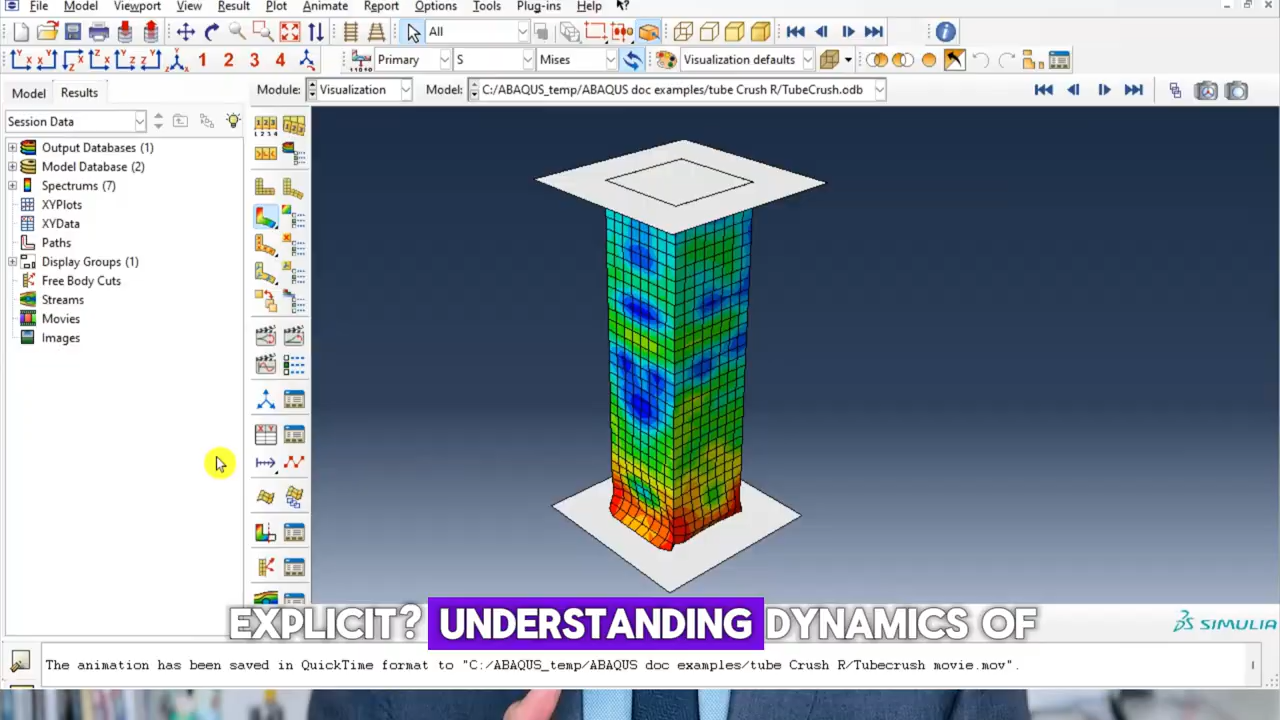 File Model Viewport View Result Plot Animate Report Options Tools Plug-ins Help
All
1 2 3 4 Primary S Mises Visualization defaults
Model Results Module: Visualization Model: C:/ABAQUS_temp/ABAQUS doc examples/tube Crush R/TubeCrush.odb
Session Data
Output Databases (1)
Model Database (2)
Spectrums (7)
XYPlots
XYData
Paths
Display Groups (1)
Free Body Cuts
Streams
Movies
Images
EXPLICIT? UNDERSTANDING DYNAMICS OF
SIMULIA
The animation has been saved in QuickTime format to "C:/ABAQUS_temp/ABAQUS doc examples/tube Crush R/Tubecrush movie.mov".